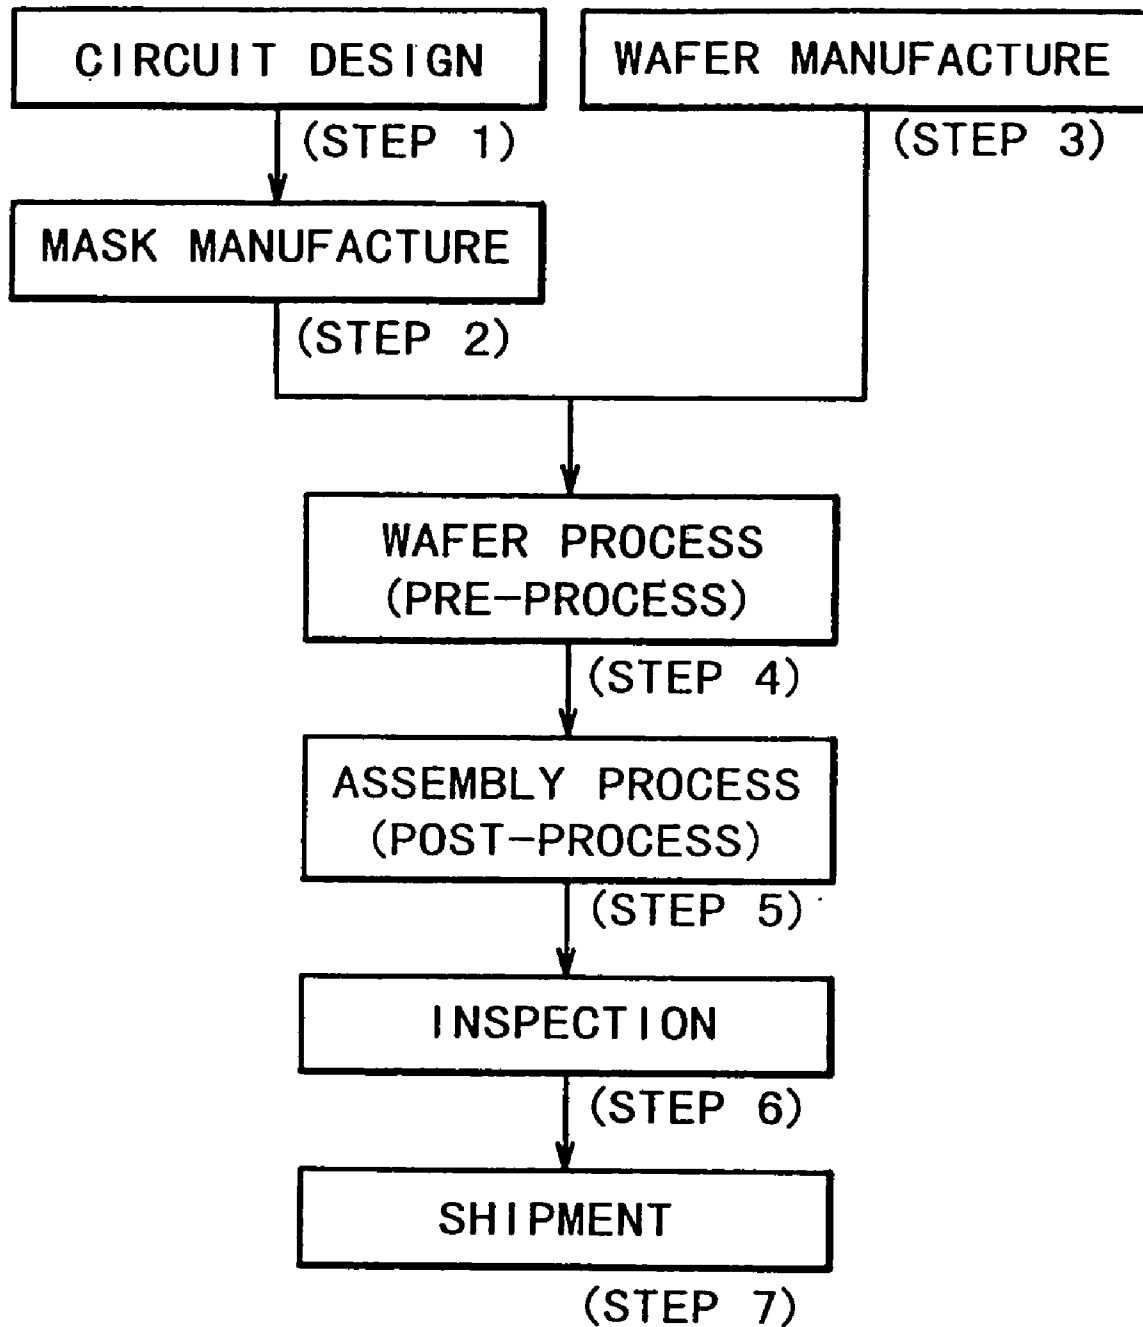 CIRCUIT DESIGN
(STEP 1)
WAFER MANUFACTURE
(STEP 3)
MASK MANUFACTURE
(STEP 2)
WAFER PROCESS
(PRE-PROCESS)
(STEP 4)
ASSEMBLY PROCESS
(POST-PROCESS)
(STEP 5)
INSPECTION
(STEP 6)
SHIPMENT
(STEP 7)